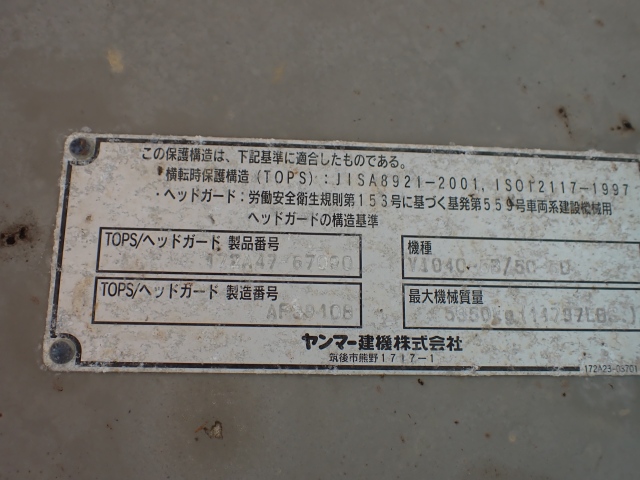 この保護構造は、下記基準に適合したものである。
横転時保護構造(TOPS):JISA8921-2001, ISO12117-1997
・ヘッドガード:労働安全衛生規則第153号に基づく基発第559号車両系建設機械用
ヘッドガードの構造基準
TOPS/ヘッドガード 製品番号
機種
TOPS/ヘッドガード 製造番号
最大機械質量
ヤンマー建機株式会社
筑後市熊野1717-1
172A23-03701